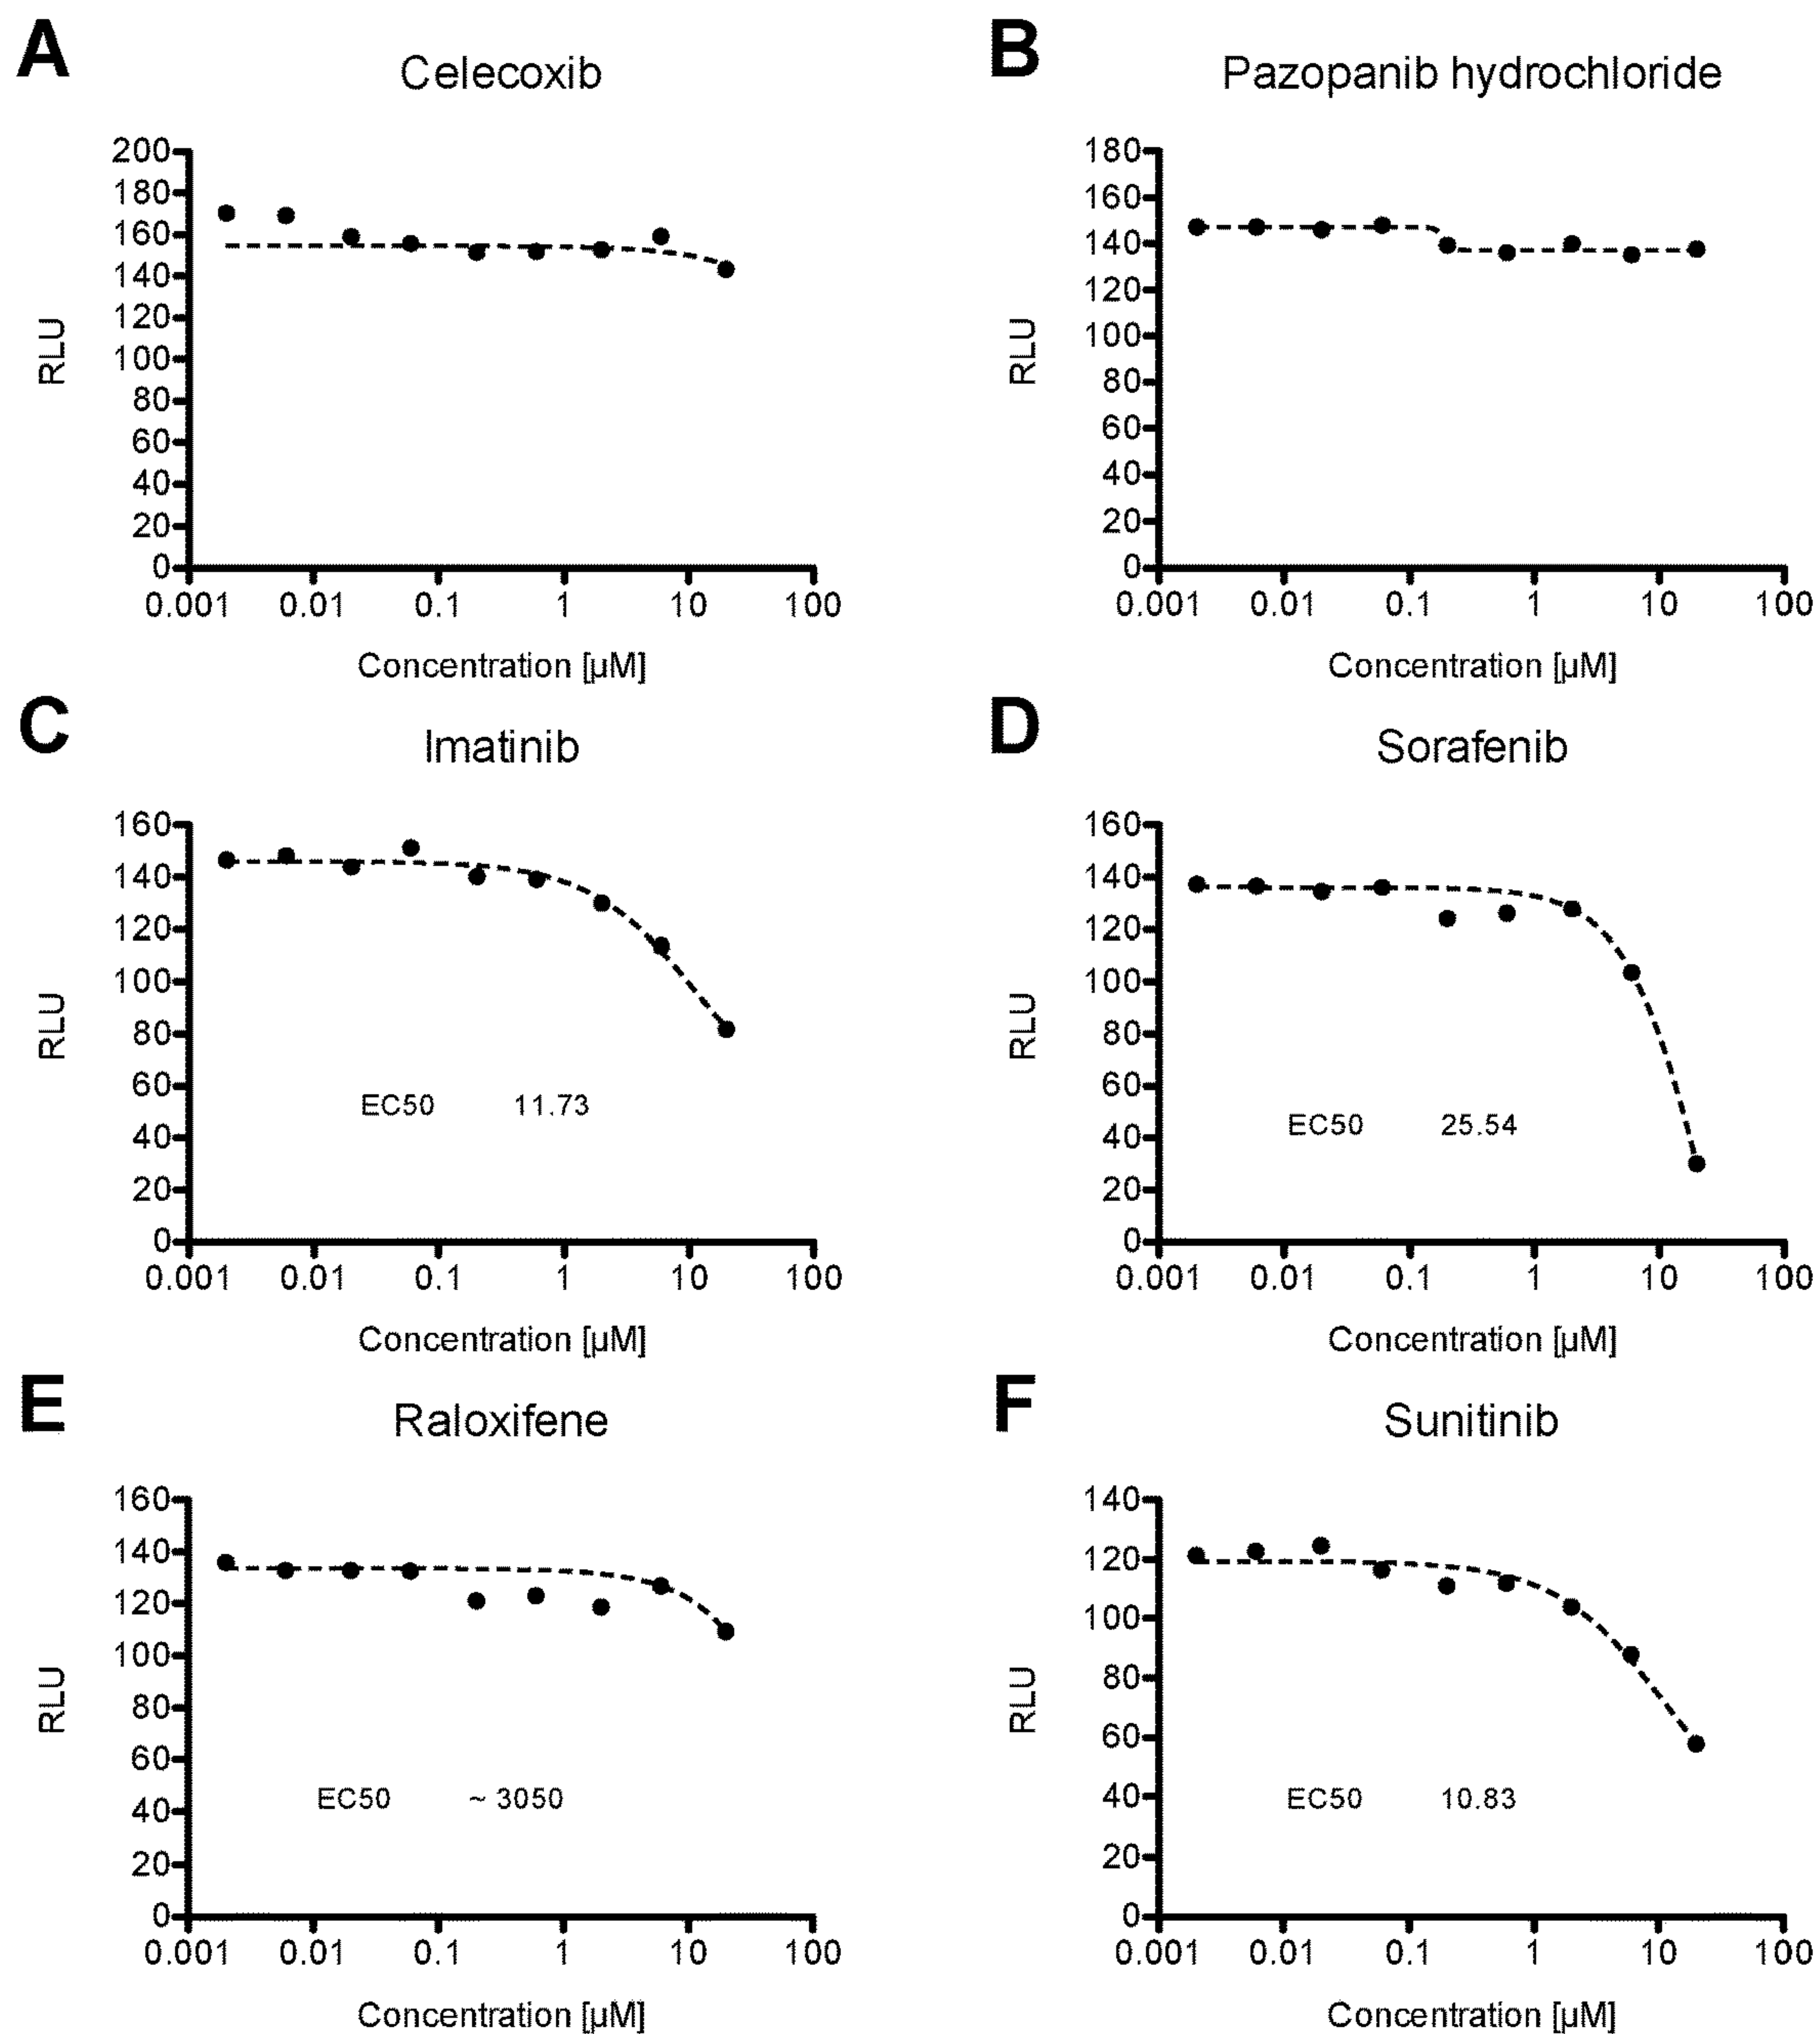 A
Celecoxib
200
180
160
140
120
100
80
60
40
20
0
RLU
0.001 0.01 0.1 1 10 100
Concentration [µM]
B
Pazopanib hydrochloride
180
160
140
120
100
80
60
40
20
0
RLU
0.001 0.01 0.1 1 10 100
Concentration [µM]
C
Imatinib
160
140
120
100
80
60
40
20
0
RLU
EC50 11.73
0.001 0.01 0.1 1 10 100
Concentration [µM]
D
Sorafenib
160
140
120
100
80
60
40
20
0
RLU
EC50 25.54
0.001 0.01 0.1 1 10 100
Concentration [µM]
E
Raloxifene
160
140
120
100
80
60
40
20
0
RLU
EC50 ~ 3050
0.001 0.01 0.1 1 10 100
Concentration [µM]
F
Sunitinib
140
120
100
80
60
40
20
0
RLU
EC50 10.83
0.001 0.01 0.1 1 10 100
Concentration [µM]